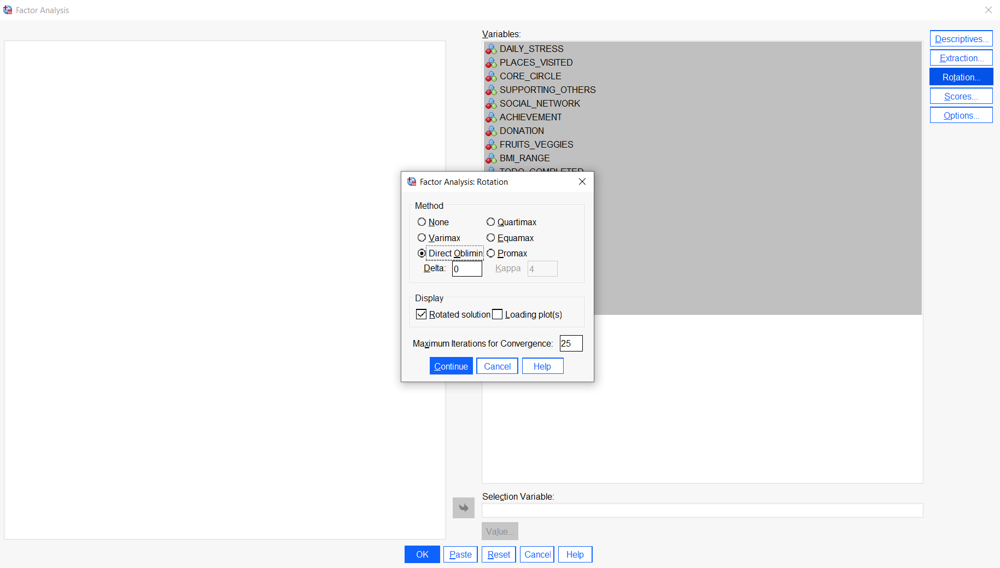 Factor Analysis
Variables:
DAILY_STRESS
PLACES_VISITED
CORE_CIRCLE
SUPPORTING_OTHERS
SOCIAL_NETWORK
ACHIEVEMENT
DONATION
FRUITS_VEGGIES
BMI_RANGE
TODO_COMPLETED
Descriptives...
Extraction...
Rotation...
Scores...
Options...
Factor Analysis: Rotation
Method
None Quartimax
Varimax Equamax
Direct Oblimin Promax
Delta: 0 Kappa 4
Display
Rotated solution Loading plot(s)
Maximum Iterations for Convergence: 25
Continue Cancel Help
Selection Variable:
Value...
OK Paste Reset Cancel Help